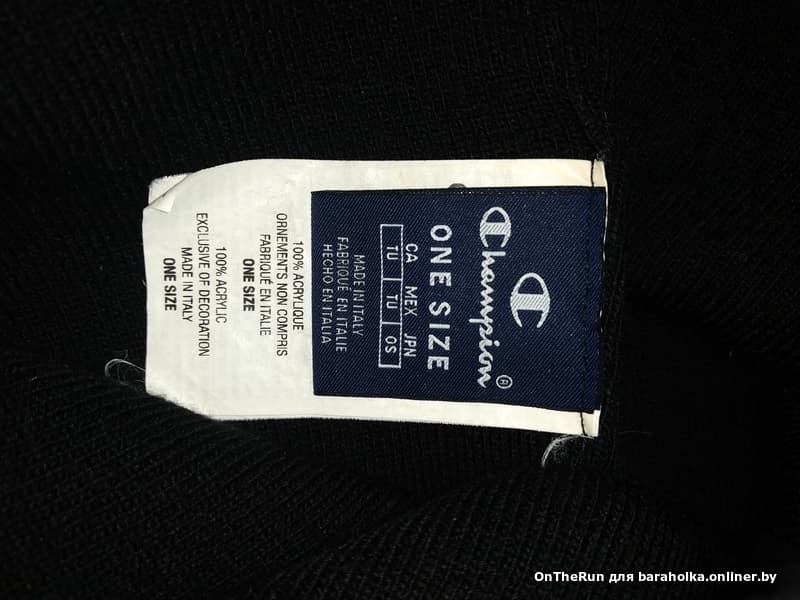 Champion®
ONE SIZE
CA MEX JPN
TU TU OS
MADE IN ITALY
FABRIQUÉ EN ITALIE
HECHO EN ITALIA
100% ACRYLIQUE
ORNEMENTS NON COMPRIS
FABRIQUÉ EN ITALIE
ONE SIZE
100% ACRYLIC
EXCLUSIVE OF DECORATION
MADE IN ITALY
ONE SIZE
OnTheRun для baraholka.onliner.by